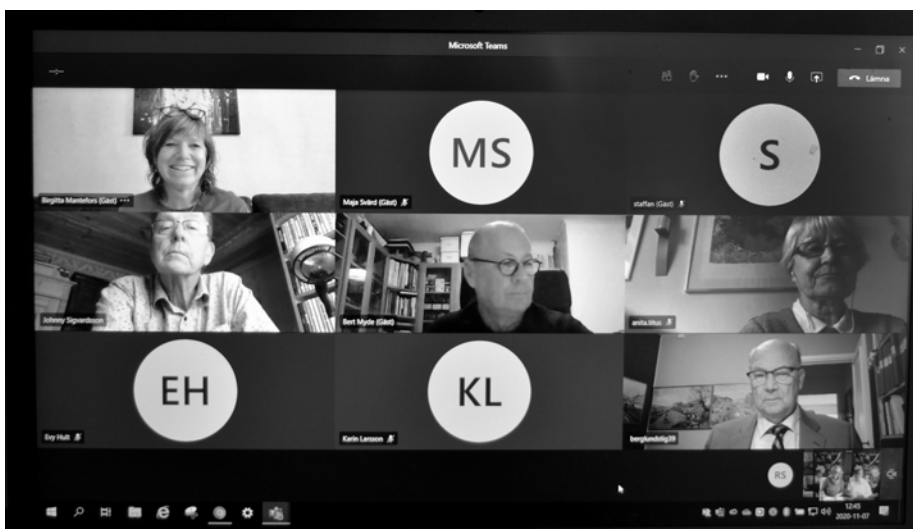 Microsoft Teams
Lämna
MS
S
Birgitta Mantefors (Gäst)
Maja Svärd (Gäst)
staffan (Gäst)
Johnny Sigvardsson
Bert Myde (Gäst)
anita.titus
EH
KL
Evy Hult
Karin Larsson
berglundstig39
RS
12:45
2020-11-07